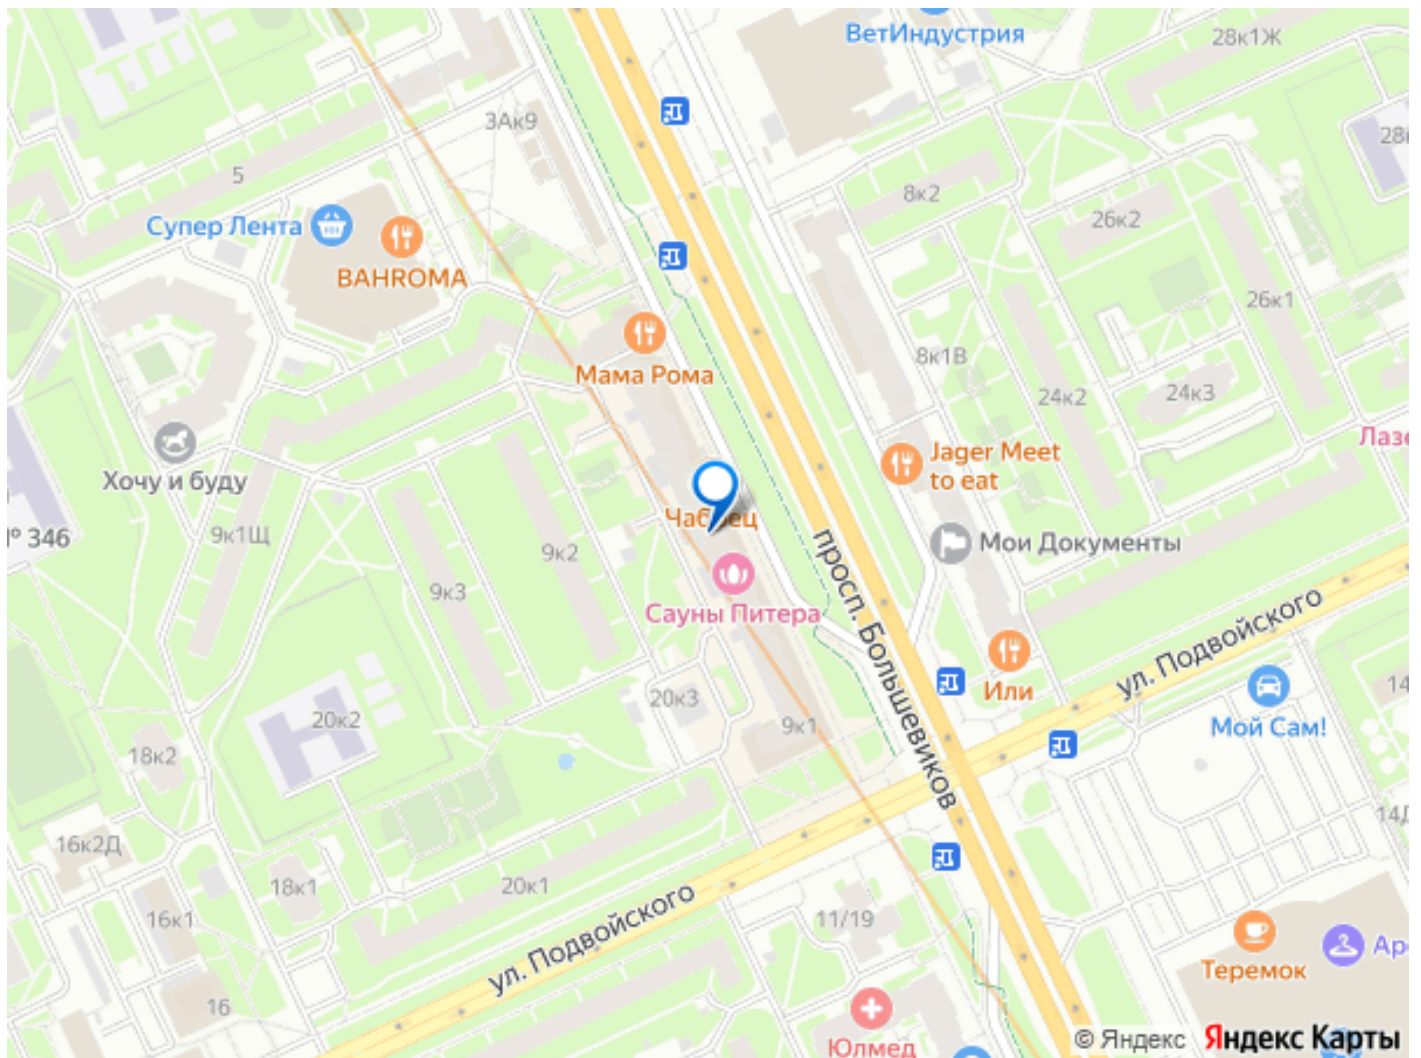 ВетИндустрия
28к1Ж
3Ак9
5
8к2
26к2
Супер Лента
BAHROMA
26к1
Мама Рома
8к1В
24к2
24к3
Jager Meet
to eat
Хочу и буду
№ 346
9к1Щ
9к2
9к3
просп. Большевиков
Мои Документы
Сауны Питера
ул. Подвойского
Или
Мой Сам!
20к3
20к2
9к1
18к2
16к2Д
18к1
20к1
16к1
ул. Подвойского
11/19
16
Теремок
Юлмед
© Яндекс Яндекс Карты